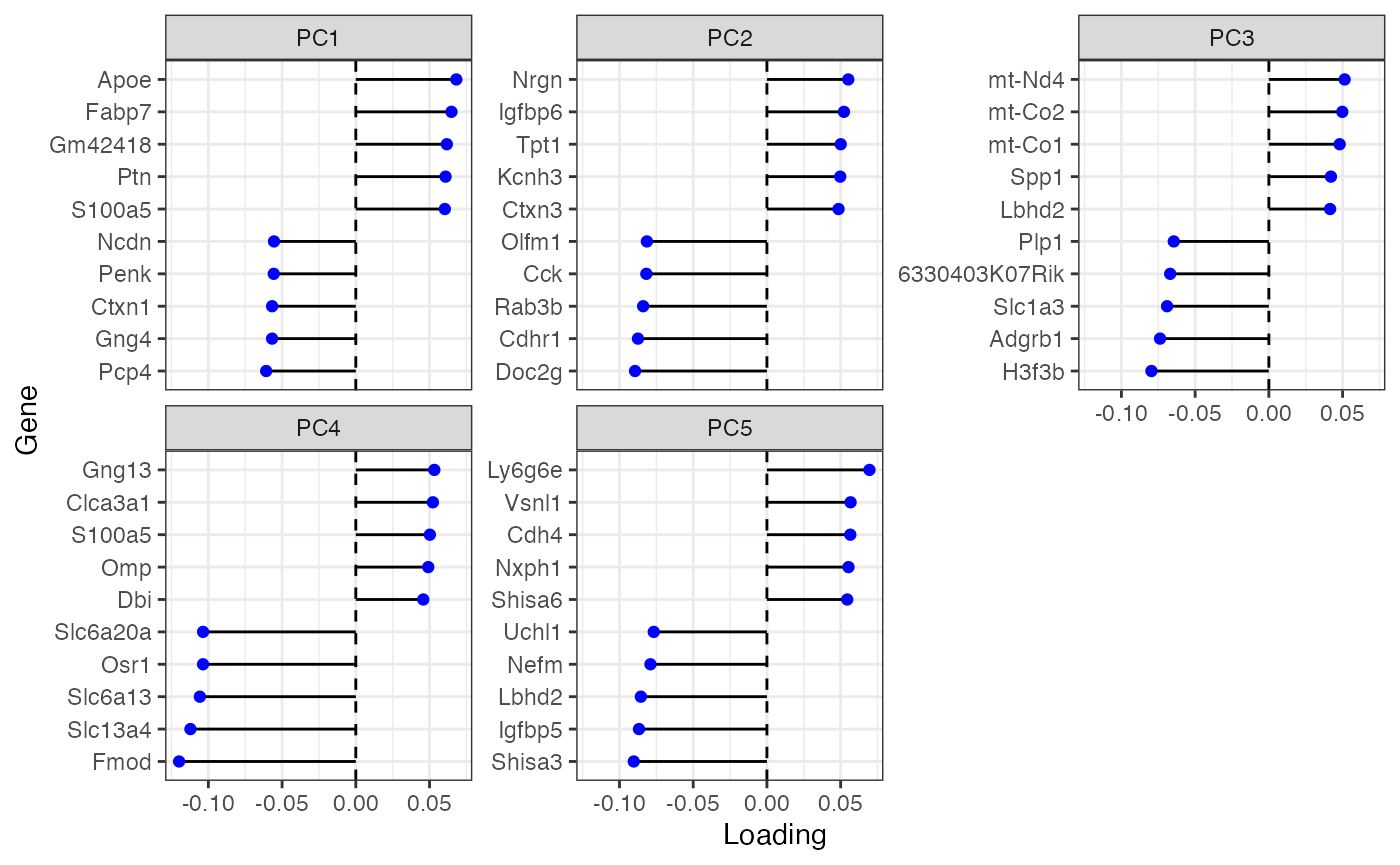 PC1
Apoe
Fabp7
Gm42418
Ptn
S100a5
Ncdn
Penk
Ctxn1
Gng4
Pcp4
PC2
Nrgn
Igfbp6
Tpt1
Kcnh3
Ctxn3
Olfm1
Cck
Rab3b
Cdhr1
Doc2g
PC3
mt-Nd4
mt-Co2
mt-Co1
Spp1
Lbhd2
Plp1
6330403K07Rik
Slc1a3
Adgrb1
H3f3b
-0.10 -0.05 0.00 0.05
Gene
PC4
Gng13
Clca3a1
S100a5
Omp
Dbi
Slc6a20a
Osr1
Slc6a13
Slc13a4
Fmod
-0.10 -0.05 0.00 0.05
PC5
Ly6g6e
Vsnl1
Cdh4
Nxph1
Shisa6
Uchl1
Nefm
Lbhd2
Igfbp5
Shisa3
-0.10 -0.05 0.00 0.05
Loading